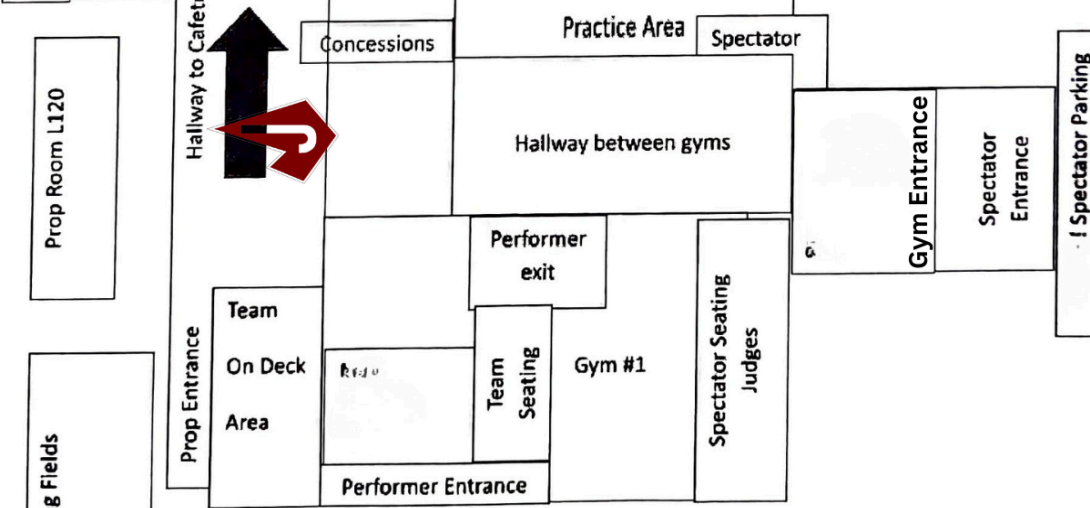 Hallway to
Concessions
Practice Area
Spectator
Prop Room L120
J
Hallway between gyms
Gym Entrance
Spectator
Entrance
Spectator Parking
Performer
exit
Team
On Deck
Area
Prop Entrance
Team
Seating
Gym #1
Spectator Seating
Judges
Fields
Performer Entrance